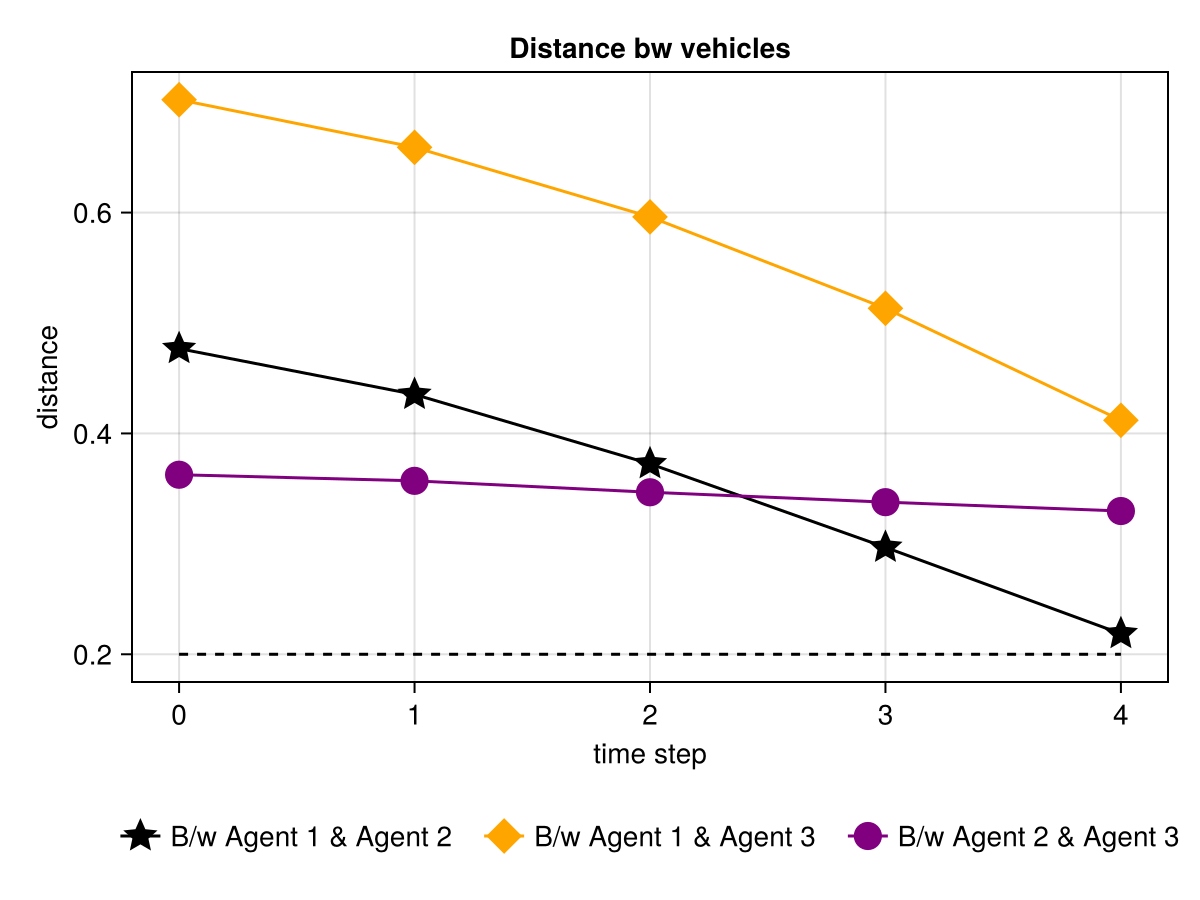 Distance bw vehicles
distance
0.6
0.4
0.2
0 1 2 3 4
time step
B/w Agent 1 & Agent 2 B/w Agent 1 & Agent 3 B/w Agent 2 & Agent 3